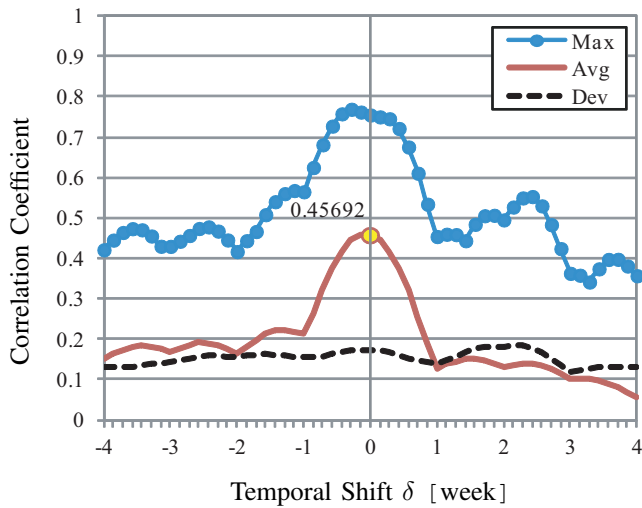 1
0.9
0.8
0.7
0.6
0.5
0.4
0.3
0.2
0.1
0
Correlation Coefficient
Max
Avg
Dev
0.45692
-4 -3 -2 -1 0 1 2 3 4
Temporal Shift δ [week]